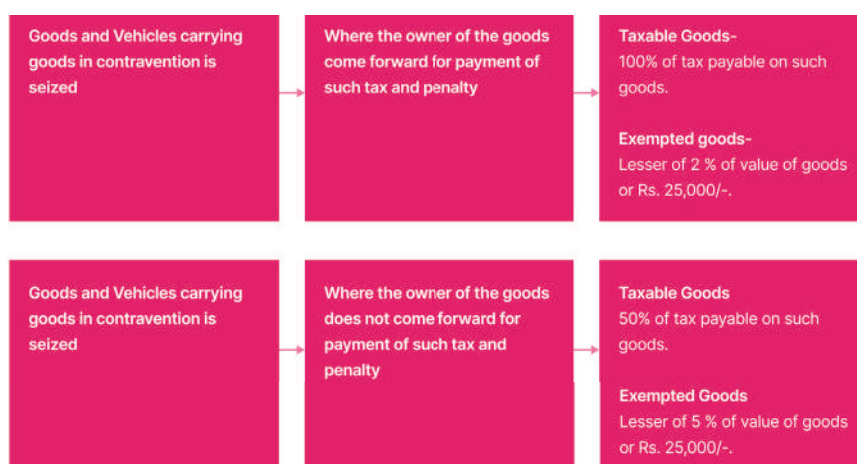 Goods and Vehicles carrying
goods in contravention is
seized
Where the owner of the goods
come forward for payment of
such tax and penalty
Taxable Goods-
100% of tax payable on such
goods.
Exempted goods-
Lesser of 2 % of value of goods
or Rs. 25,000/-.
Goods and Vehicles carrying
goods in contravention is
seized
Where the owner of the goods
does not come forward for
payment of such tax and
penalty
Taxable Goods
50% of tax payable on such
goods.
Exempted Goods
Lesser of 5 % of value of goods
or Rs. 25,000/-.